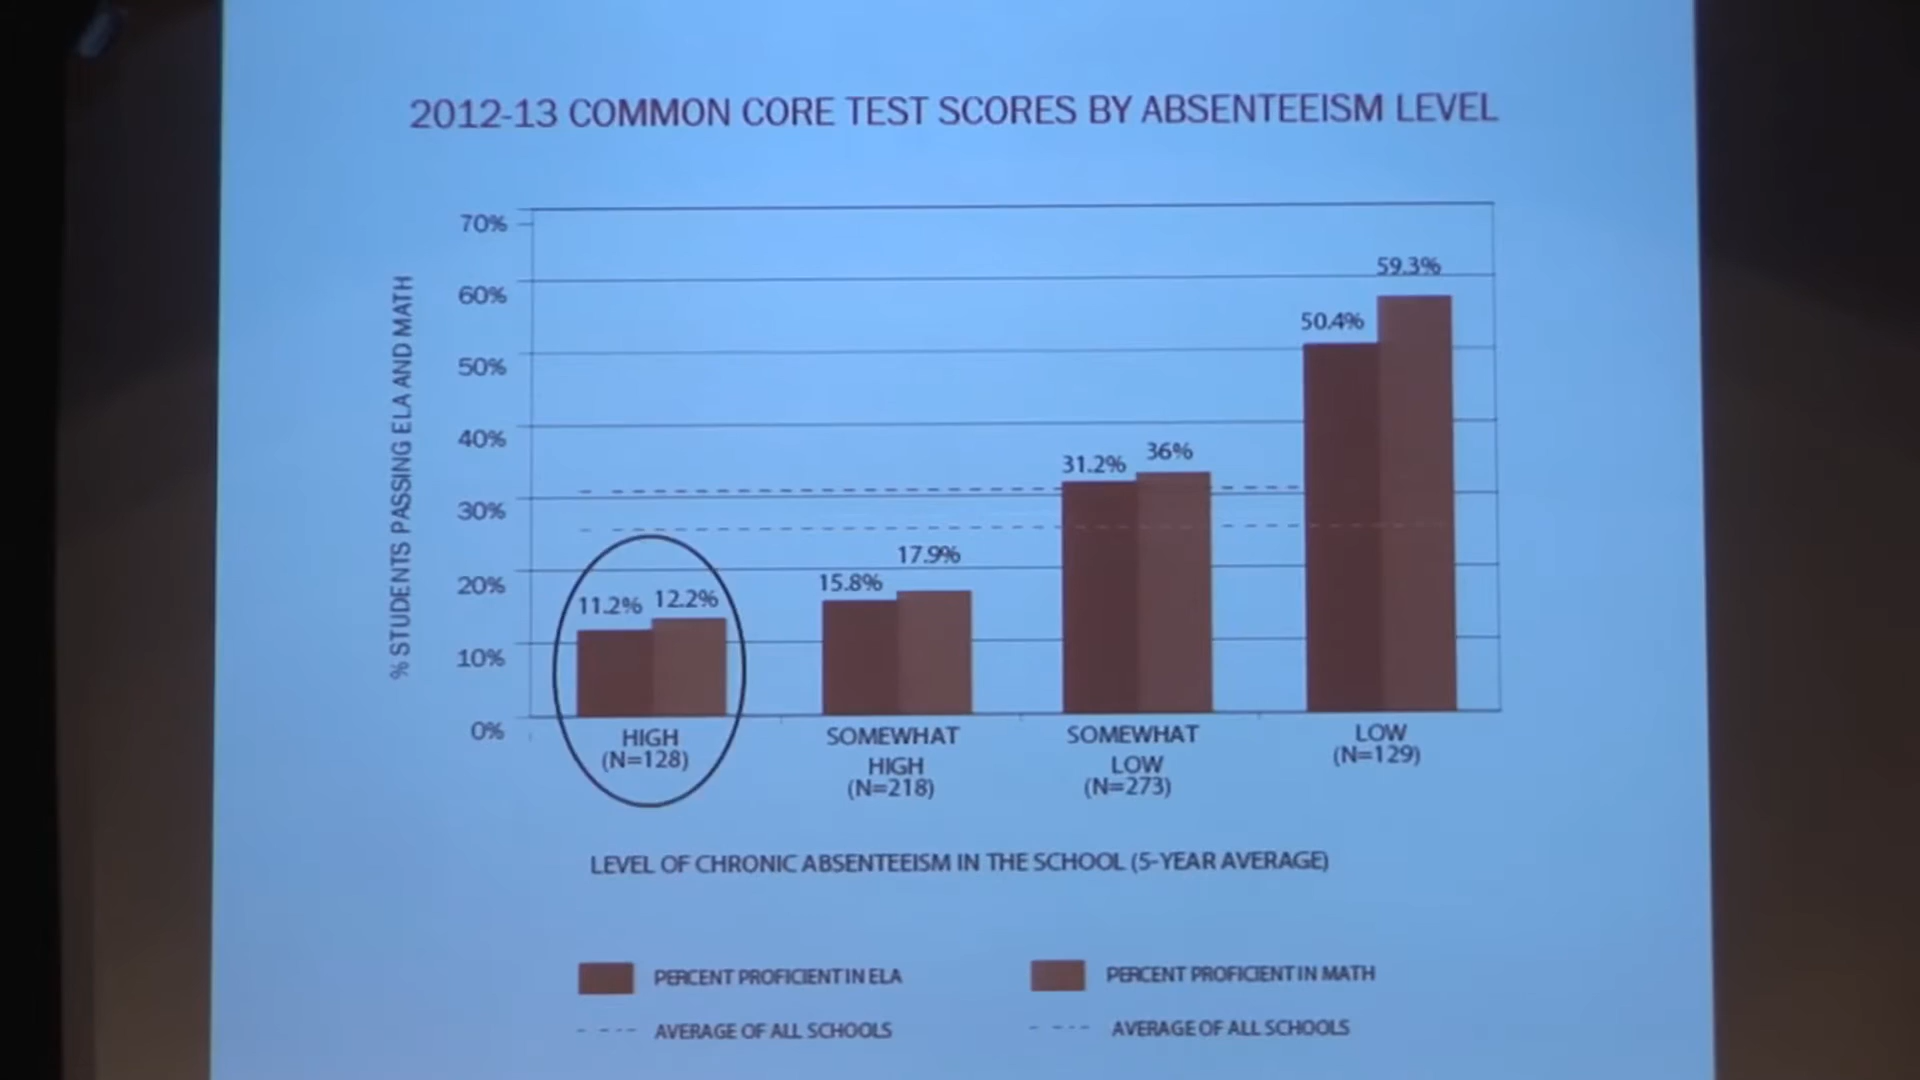 2012-13 COMMON CORE TEST SCORES BY ABSENTEEISM LEVEL
% STUDENTS PASSING ELA AND MATH
70%
60%
50%
40%
30%
20%
10%
0%
11.2% 12.2%
15.8% 17.9%
31.2% 36%
50.4% 59.3%
HIGH
(N=128)
SOMEWHAT
HIGH
(N=218)
SOMEWHAT
LOW
(N=273)
LOW
(N=129)
LEVEL OF CHRONIC ABSENTEEISM IN THE SCHOOL (5-YEAR AVERAGE)
PERCENT PROFICIENT IN ELA
PERCENT PROFICIENT IN MATH
AVERAGE OF ALL SCHOOLS
AVERAGE OF ALL SCHOOLS